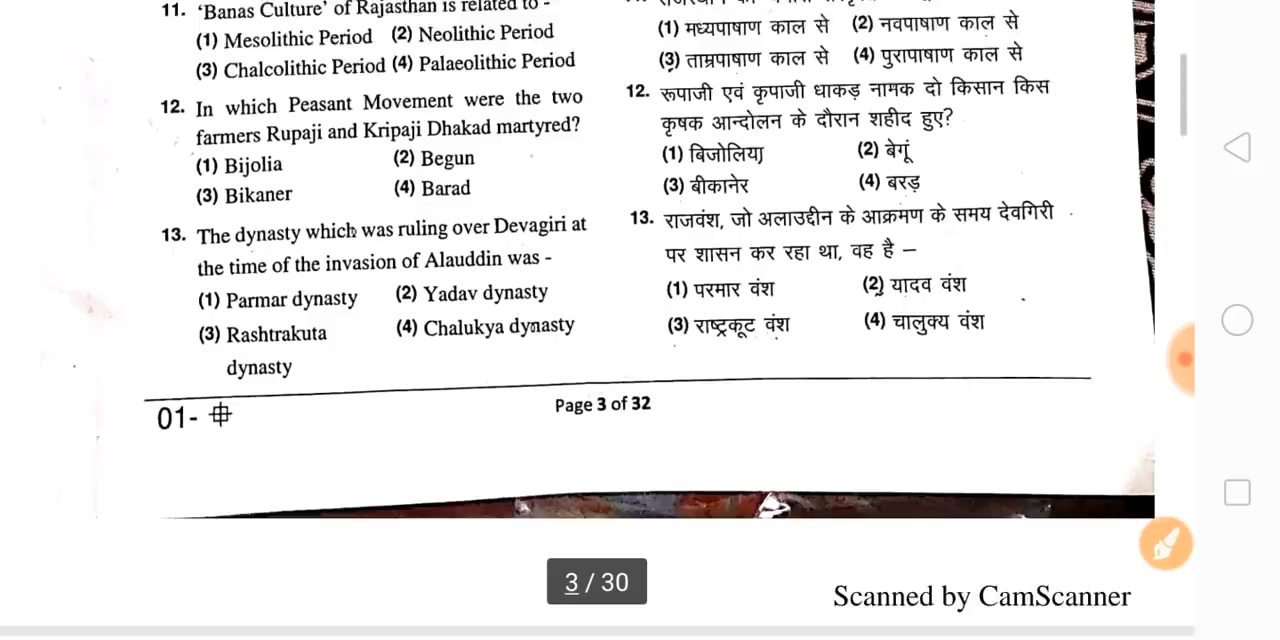 11. ‘Banas Culture’ of Rajasthan is related to -
(1) Mesolithic Period (2) Neolithic Period
(3) Chalcolithic Period (4) Palaeolithic Period
12. In which Peasant Movement were the two
farmers Rupaji and Kripaji Dhakad martyred?
(1) Bijolia (2) Begun
(3) Bikaner (4) Barad
13. The dynasty which was ruling over Devagiri at
the time of the invasion of Alauddin was -
(1) Parmar dynasty (2) Yadav dynasty
(3) Rashtrakuta (4) Chalukya dynasty
dynasty
(1) मध्यपाषाण काल से (2) नवपाषाण काल से
(3) ताम्रपाषाण काल से (4) पुरापाषाण काल से
12. रूपाजी एवं कृपाजी धाकड़ नामक दो किसान किस
कृषक आन्दोलन के दौरान शहीद हुए?
(1) बिजोलिया (2) बेगूं
(3) बीकानेर (4) बरड़
13. राजवंश, जो अलाउद्दीन के आक्रमण के समय देवगिरी
पर शासन कर रहा था, वह है –
(1) परमार वंश (2) यादव वंश
(3) राष्ट्रकूट वंश (4) चालुक्य वंश
01-
Page 3 of 32
3 / 30
Scanned by CamScanner